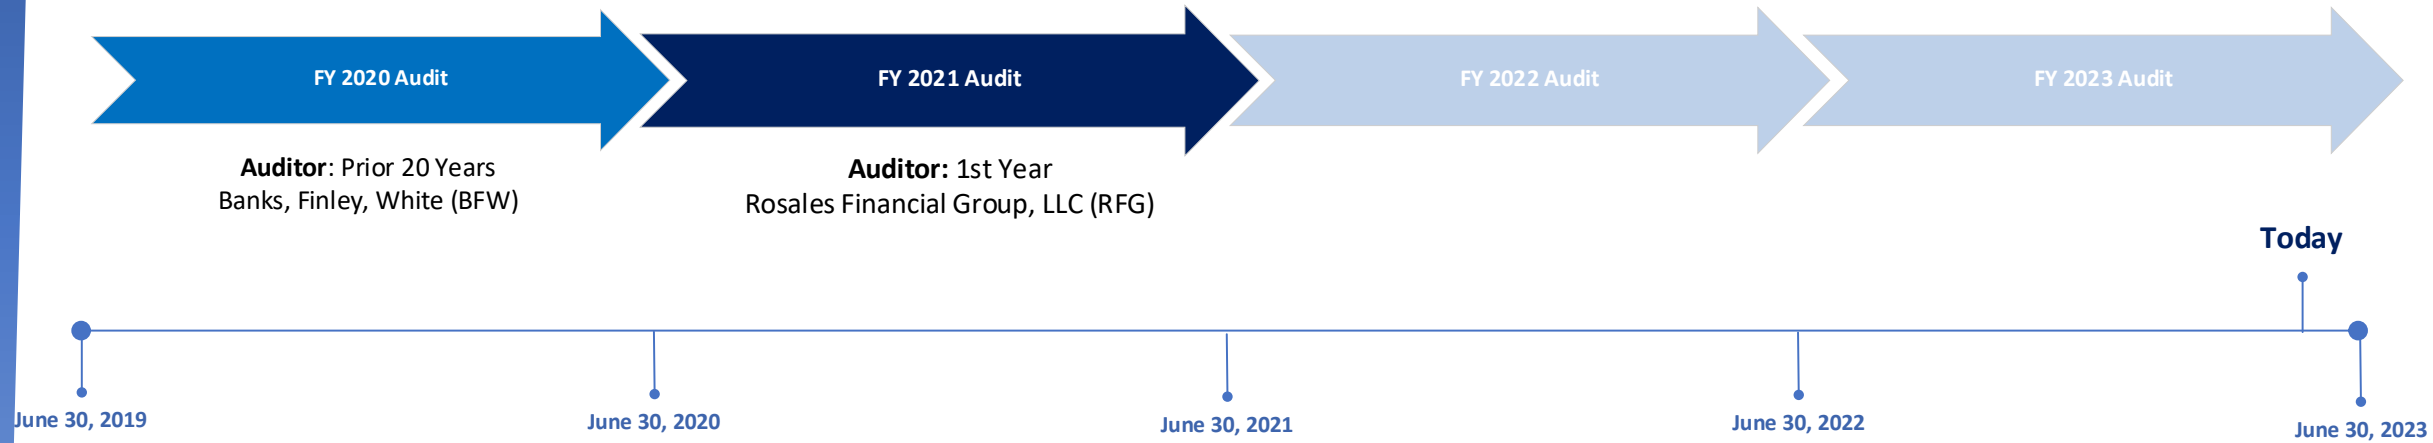 FY 2020 Audit
FY 2021 Audit
FY 2022 Audit
FY 2023 Audit
Auditor: Prior 20 Years
Banks, Finley, White (BFW)
Auditor: 1st Year
Rosales Financial Group, LLC (RFG)
Today
June 30, 2019
June 30, 2020
June 30, 2021
June 30, 2022
June 30, 2023